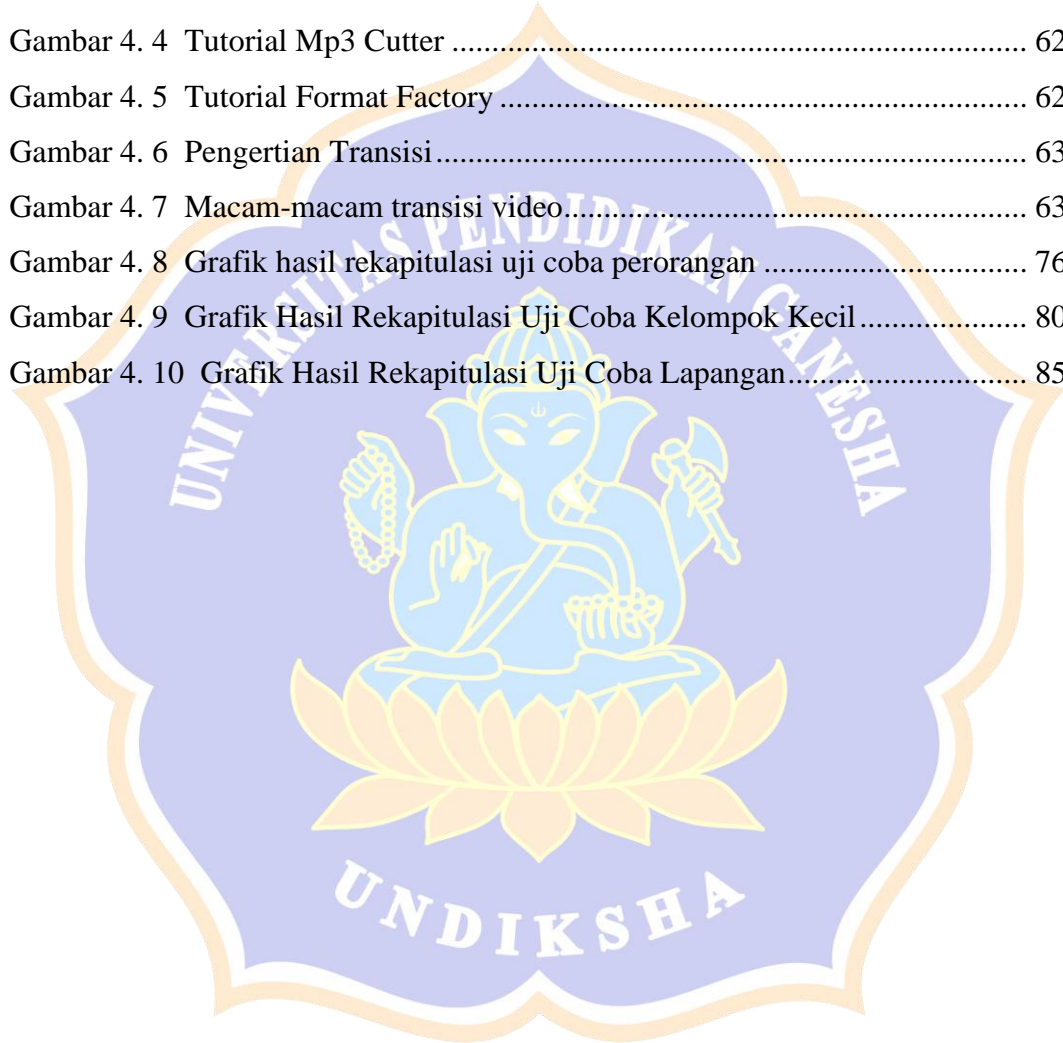 Gambar 4. 4  Tutorial Mp3 Cutter ...................................................................... 62
Gambar 4. 5  Tutorial Format Factory ................................................................ 62
Gambar 4. 6  Pengertian Transisi ........................................................................ 63
Gambar 4. 7  Macam-macam transisi video ........................................................ 63
Gambar 4. 8  Grafik hasil rekapitulasi uji coba perorangan ................................ 76
Gambar 4. 9  Grafik Hasil Rekapitulasi Uji Coba Kelompok Kecil .................... 80
Gambar 4. 10  Grafik Hasil Rekapitulasi Uji Coba Lapangan ............................. 85
UNIVERSITAS PENDIDIKAN GANESHA
UNDIKSHA